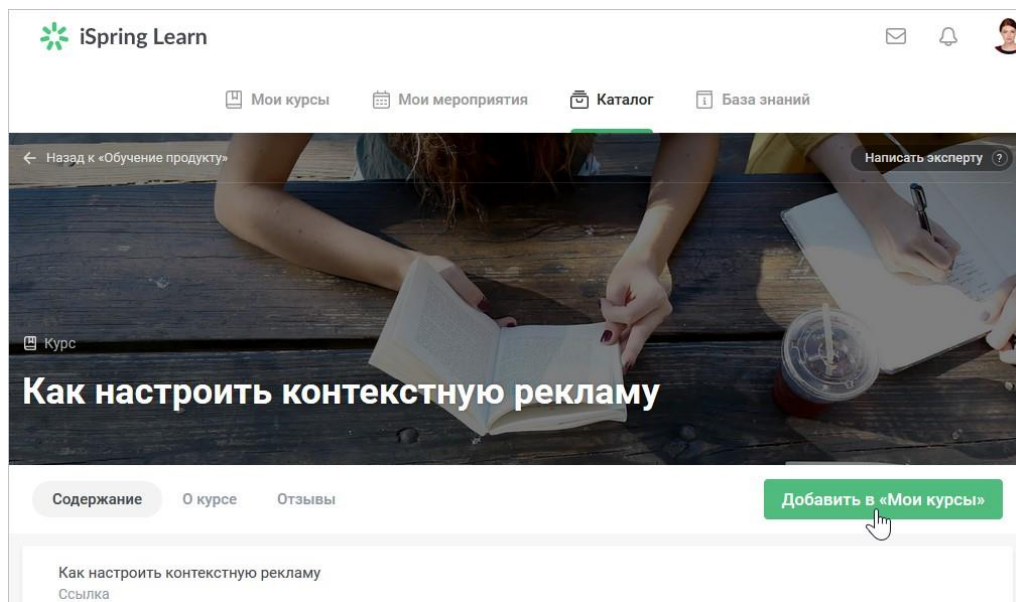 iSpring Learn
Мои курсы Мои мероприятия Каталог База знаний
← Назад к «Обучение продукту» Написать эксперту ?
Курс
Как настроить контекстную рекламу
Содержание О курсе Отзывы Добавить в «Мои курсы»
Как настроить контекстную рекламу
Ссылка